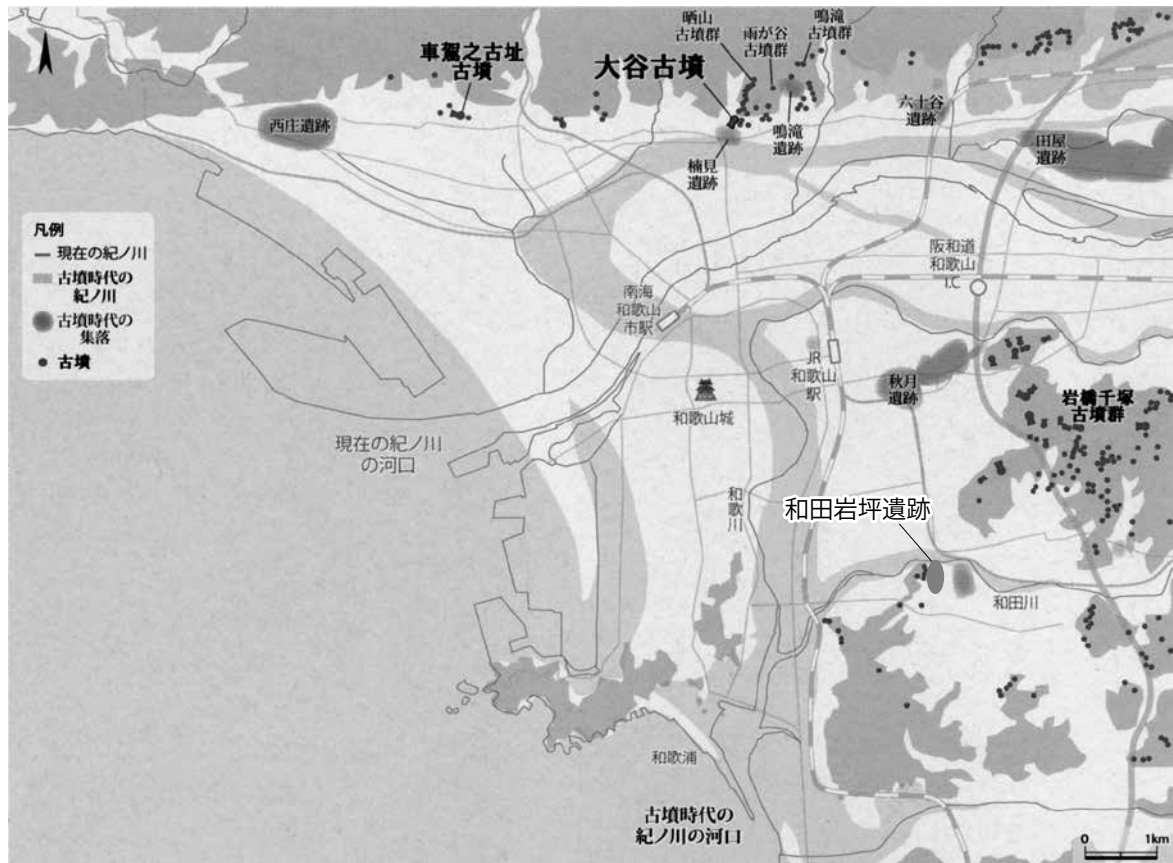 晒山
古墳群
鳴滝
古墳群
雨が谷
古墳群
車駕之古址
古墳
大谷古墳
六十谷
遺跡
西庄遺跡
鳴滝
遺跡
田屋
遺跡
楠見
遺跡
凡例
現在の紀ノ川
古墳時代の
紀ノ川
古墳時代の
集落
古墳
阪和道
和歌山
I.C
南海
和歌山
市駅
JR
和歌山
駅
秋月
遺跡
岩橋千塚
古墳群
和歌山城
現在の紀ノ川
の河口
和歌川
和田岩坪遺跡
和田川
和歌浦
古墳時代の
紀ノ川の河口
0 1km